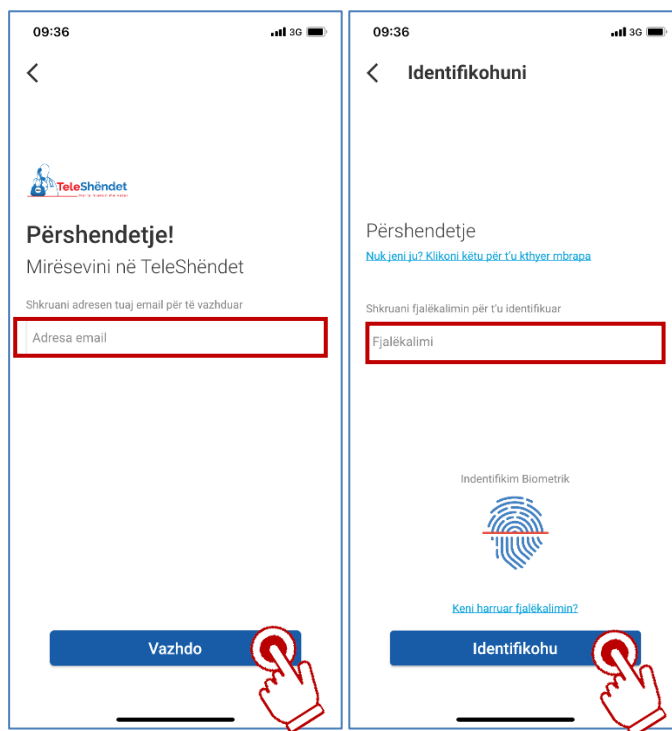 09:36
3G
TeleShëndet
Përshendetje!
Mirësevini në TeleShëndet
Shkruani adresen tuaj email për të vazhduar
Adresa email
Vazhdo
09:36
3G
Identifikohuni
Përshendetje
Nuk jeni ju? Klikoni këtu për t'u kthyer mbrapa
Shkruani fjalëkalimin për t'u identifikuar
Fjalëkalimi
Indentifikim Biometrik
Keni harruar fjalëkalimin?
Identifikohu